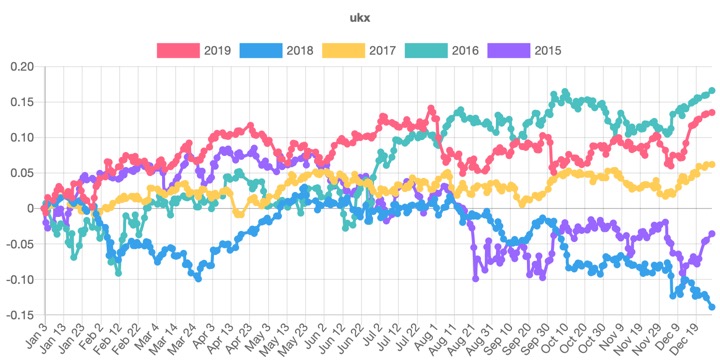 ukx
2019 2018 2017 2016 2015
0.20
0.15
0.10
0.05
0
-0.05
-0.10
-0.15
Jan 3 Jan 13 Jan 23 Feb 2 Feb 12 Feb 22 Mar 4 Mar 14 Mar 24 Apr 3 Apr 13 Apr 23 May 3 May 13 May 23 Jun 2 Jun 12 Jun 22 Jul 2 Jul 12 Jul 22 Aug 1 Aug 11 Aug 21 Aug 31 Sep 10 Sep 20 Sep 30 Oct 10 Oct 20 Oct 30 Nov 9 Nov 19 Nov 29 Dec 9 Dec 19